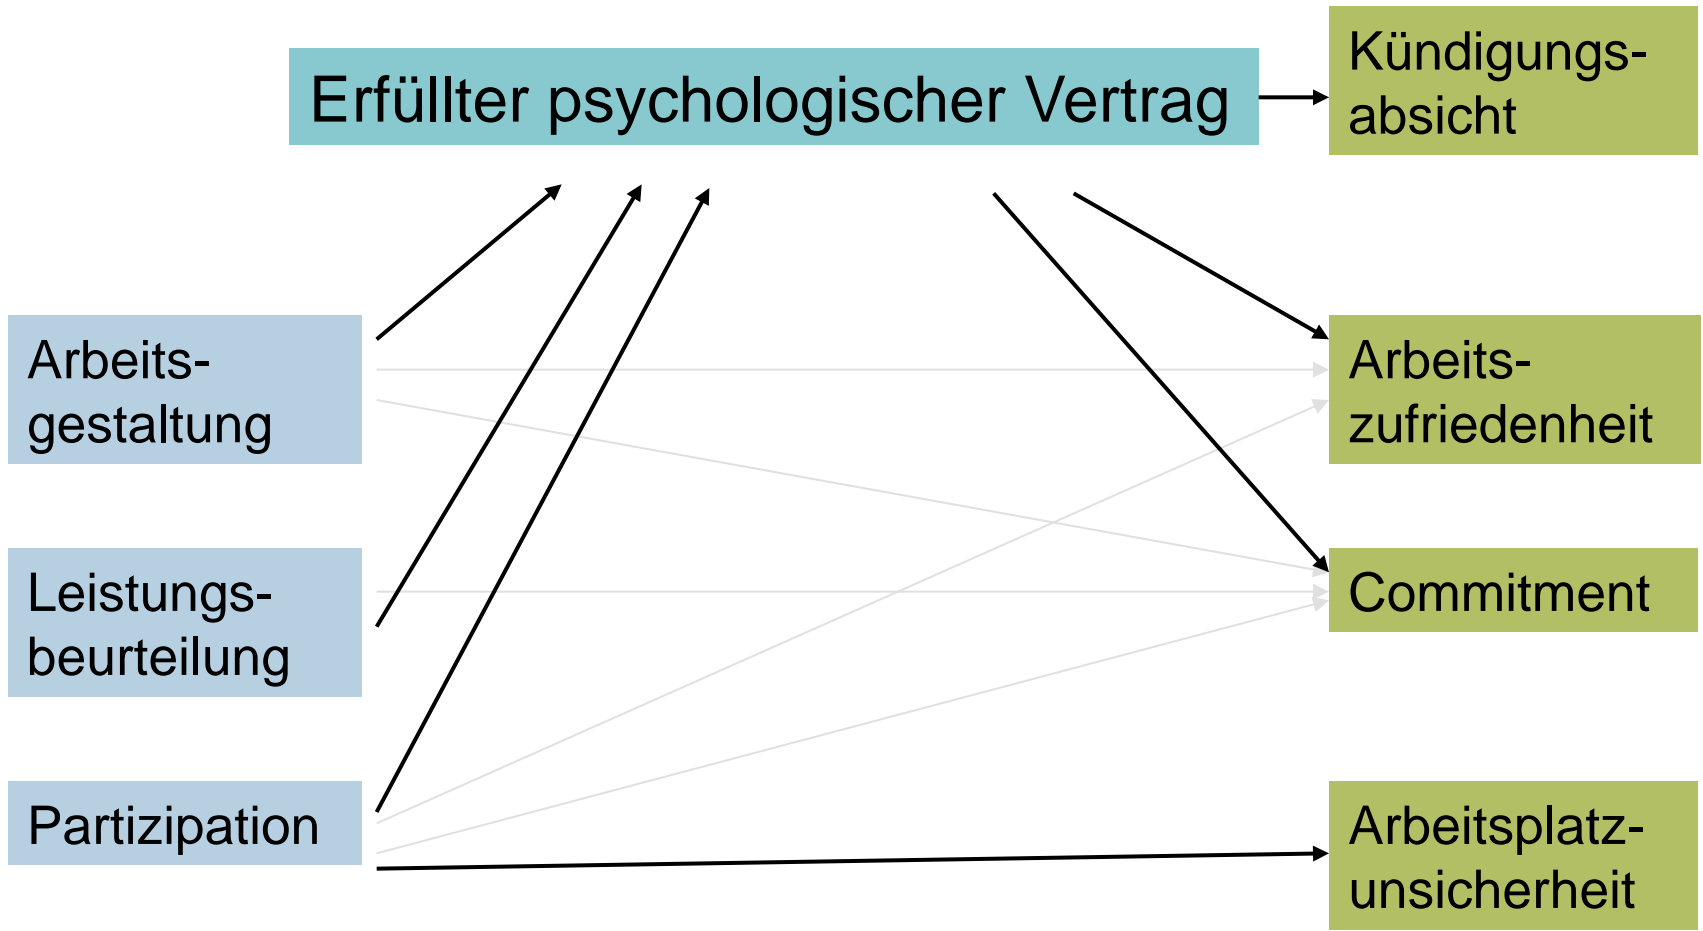 Erfüllter psychologischer Vertrag
Kündigungs-
absicht
Arbeits-
gestaltung
Arbeits-
zufriedenheit
Leistungs-
beurteilung
Commitment
Partizipation
Arbeitsplatz-
unsicherheit